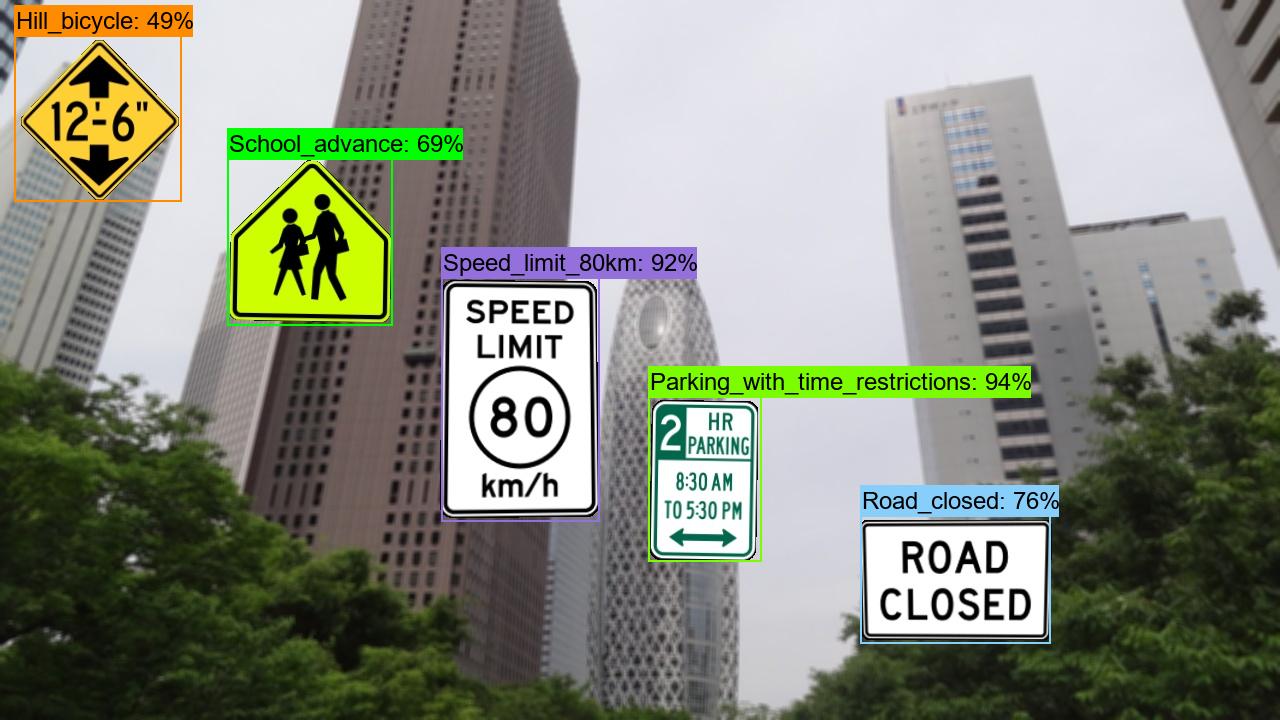 Hill_bicycle: 49%
12'-6"
School_advance: 69%
Speed_limit_80km: 92%
SPEED
LIMIT
80
km/h
Parking_with_time_restrictions: 94%
2 HR
PARKING
8:30 AM
TO 5:30 PM
Road_closed: 76%
ROAD
CLOSED